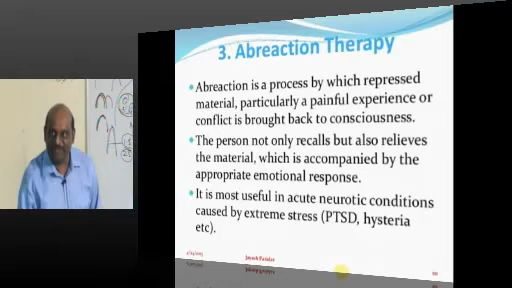 3. Abreaction Therapy
Abreaction is a process by which repressed
material, particularly a painful experience or
conflict is brought back to consciousness.
The person not only recalls but also relieves
the material, which is accompanied by the
appropriate emotional response.
It is most useful in acute neurotic conditions
caused by extreme stress (PTSD, hysteria
etc).